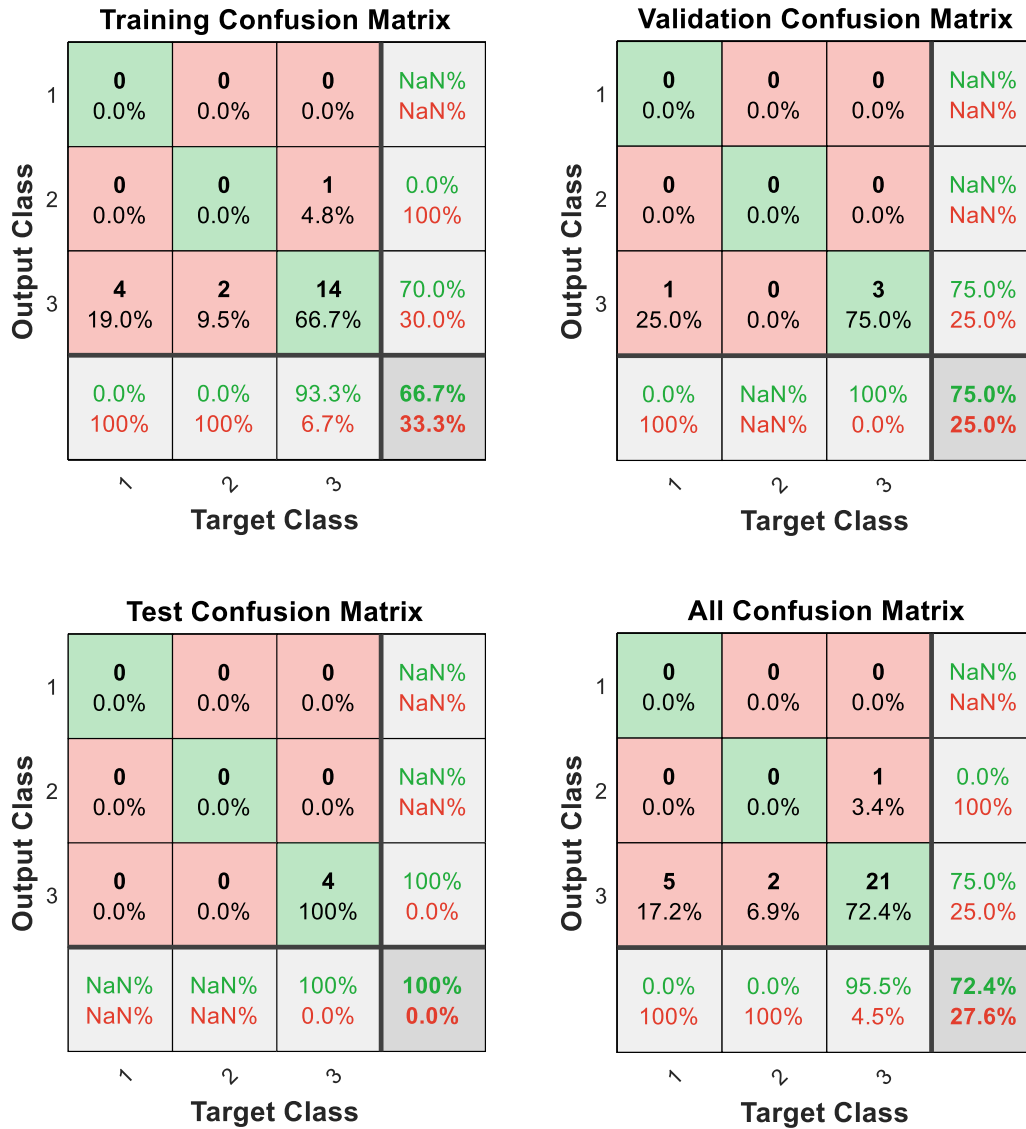 Training Confusion Matrix
1
0 0 0 NaN%
0.0% 0.0% 0.0% NaN%
2
0 0 1 0.0%
0.0% 0.0% 4.8% 100%
3
4 2 14 70.0%
19.0% 9.5% 66.7% 30.0%
0.0% 0.0% 93.3% 66.7%
100% 100% 6.7% 33.3%
1 2 3
Target Class
Output Class
Validation Confusion Matrix
1
0 0 0 NaN%
0.0% 0.0% 0.0% NaN%
2
0 0 0 NaN%
0.0% 0.0% 0.0% NaN%
3
1 0 3 75.0%
25.0% 0.0% 75.0% 25.0%
0.0% NaN% 100% 75.0%
100% NaN% 0.0% 25.0%
1 2 3
Target Class
Output Class
Test Confusion Matrix
1
0 0 0 NaN%
0.0% 0.0% 0.0% NaN%
2
0 0 0 NaN%
0.0% 0.0% 0.0% NaN%
3
0 0 4 100%
0.0% 0.0% 100% 0.0%
NaN% NaN% 100% 100%
NaN% NaN% 0.0% 0.0%
1 2 3
Target Class
Output Class
All Confusion Matrix
1
0 0 0 NaN%
0.0% 0.0% 0.0% NaN%
2
0 0 1 0.0%
0.0% 0.0% 3.4% 100%
3
5 2 21 75.0%
17.2% 6.9% 72.4% 25.0%
0.0% 0.0% 95.5% 72.4%
100% 100% 4.5% 27.6%
1 2 3
Target Class
Output Class